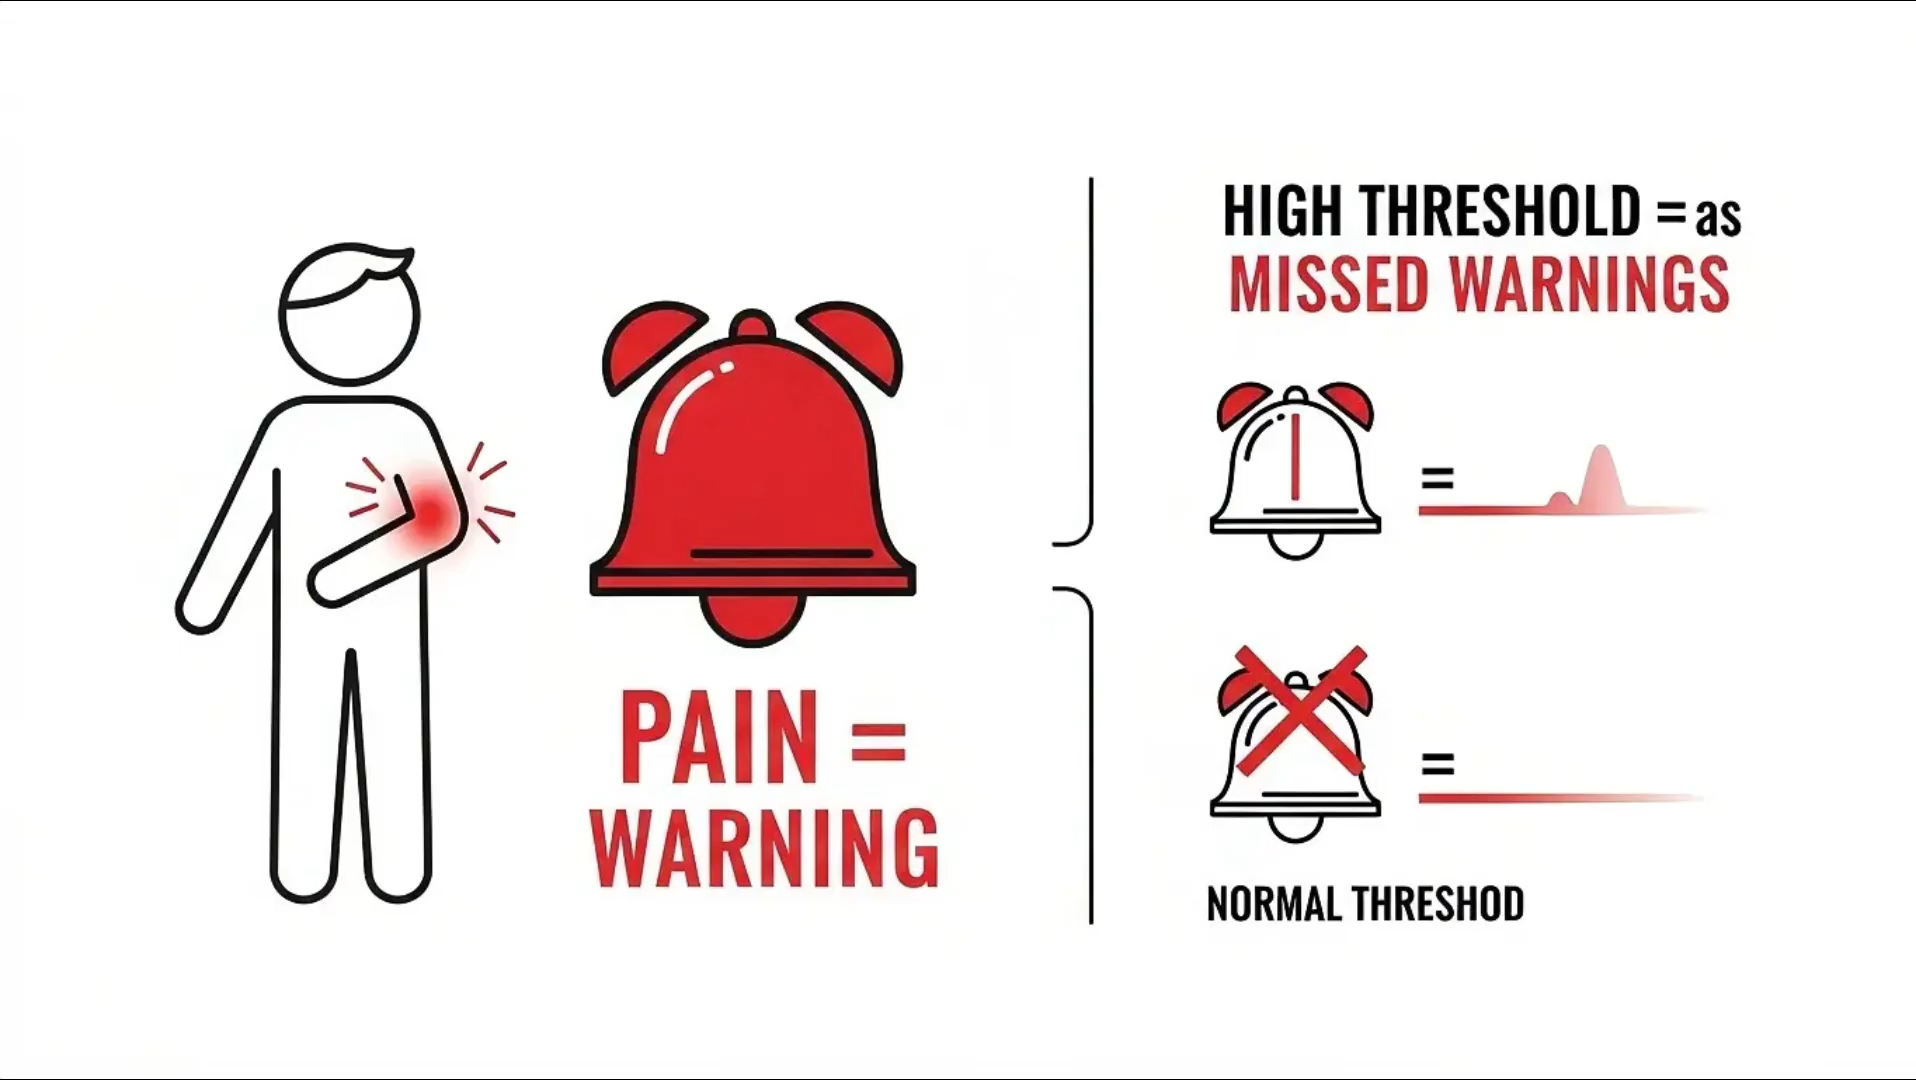 PAIN =
WARNING
HIGH THRESHOLD = as
MISSED WARNINGS
=
=
NORMAL THRESHOD